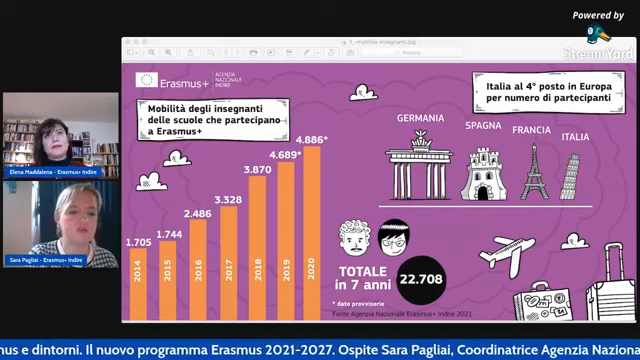 Powered by
StreamYard
1_mobilita-insegnanti.jpg
Erasmus+
AGENZIA
NAZIONALE
INDIRE
Mobilità degli insegnanti
delle scuole che partecipano
a Erasmus+
Italia al 4° posto in Europa
per numero di partecipanti
GERMANIA
SPAGNA
FRANCIA
ITALIA
1.705
1.744
2.486
3.328
3.870
4.689*
4.886*
2014
2015
2016
2017
2018
2019
2020
TOTALE
in 7 anni
22.708
* dato provvisorio
Fonte Agenzia Nazionale Erasmus+ Indire 2021
Elena Maddalena - Erasmus+ Indire
Sara Pagliai - Erasmus+ Indire
mus e dintorni. Il nuovo programma Erasmus 2021-2027. Ospite Sara Pagliai, Coordinatrice Agenzia Naziona